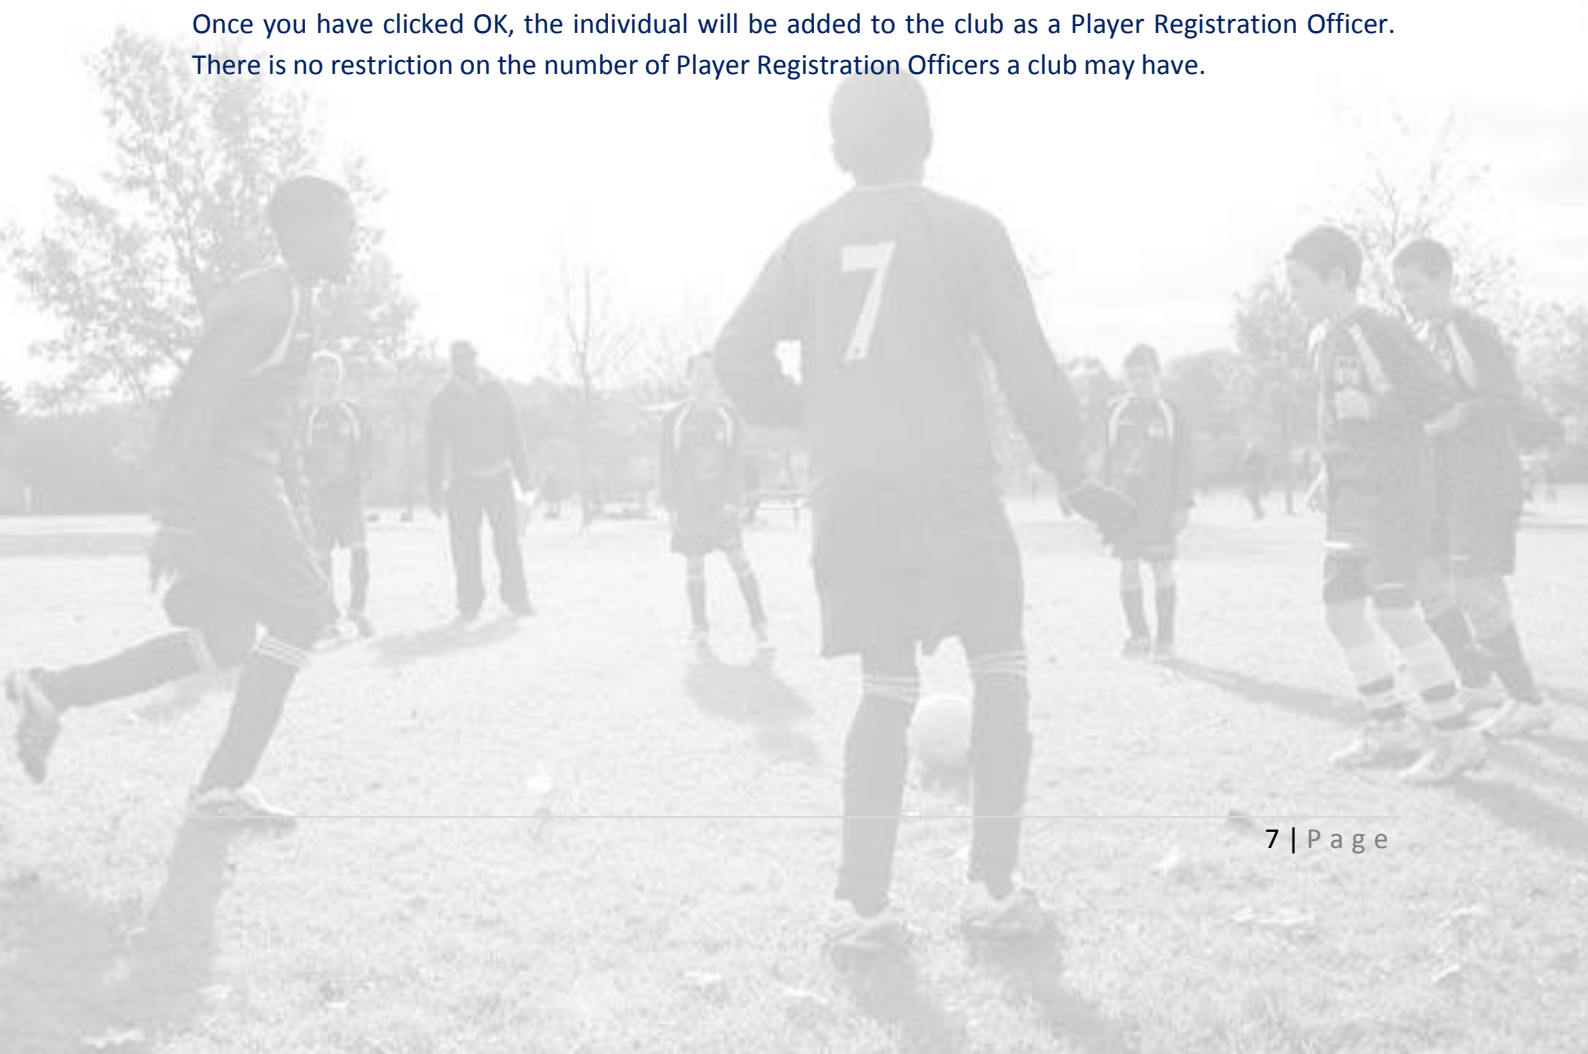 Once you have clicked OK, the individual will be added to the club as a Player Registration Officer.
There is no restriction on the number of Player Registration Officers a club may have.
7
7 | Page